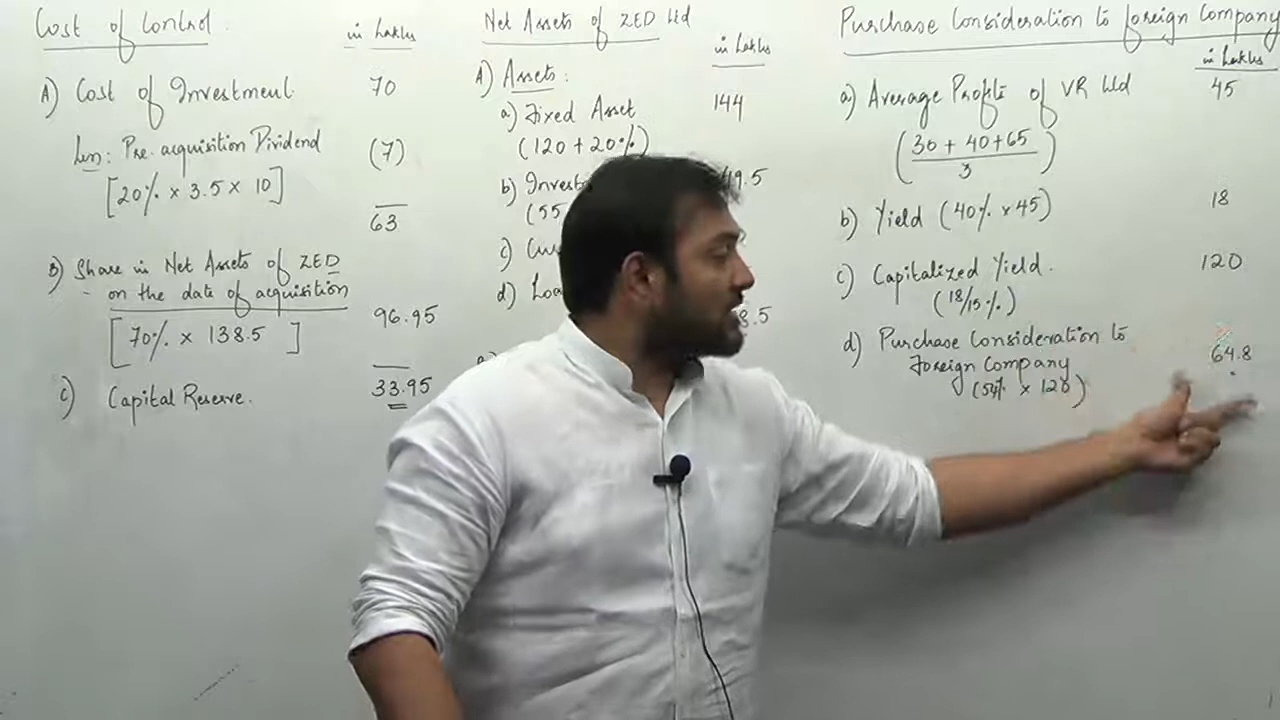 Cost of Control
in Lakhs
A) Cost of Investment 70
Less: Pre-acquisition Dividend (7)
[20% × 3.5 × 10]
63
B) Share in Net Assets of ZED
on the date of acquisition
96.95
[70% × 138.5 ]
C) Capital Reserve. 33.95
Net Assets of ZED Ltd
in Lakhs
A) Assets:
a) Fixed Asset 144
(120 + 20%)
b) Invest 49.5
(55
c) Cu
d) Loa
8.5
Purchase Consideration to foreign Company
in Lakhs
a) Average Profits of VR Ltd 45
(30 + 40 + 65
3)
b) Yield (40% × 45) 18
c) Capitalized Yield. 120
(18/15%)
d) Purchase Consideration to
Foreign Company 64.8
(54% × 120)